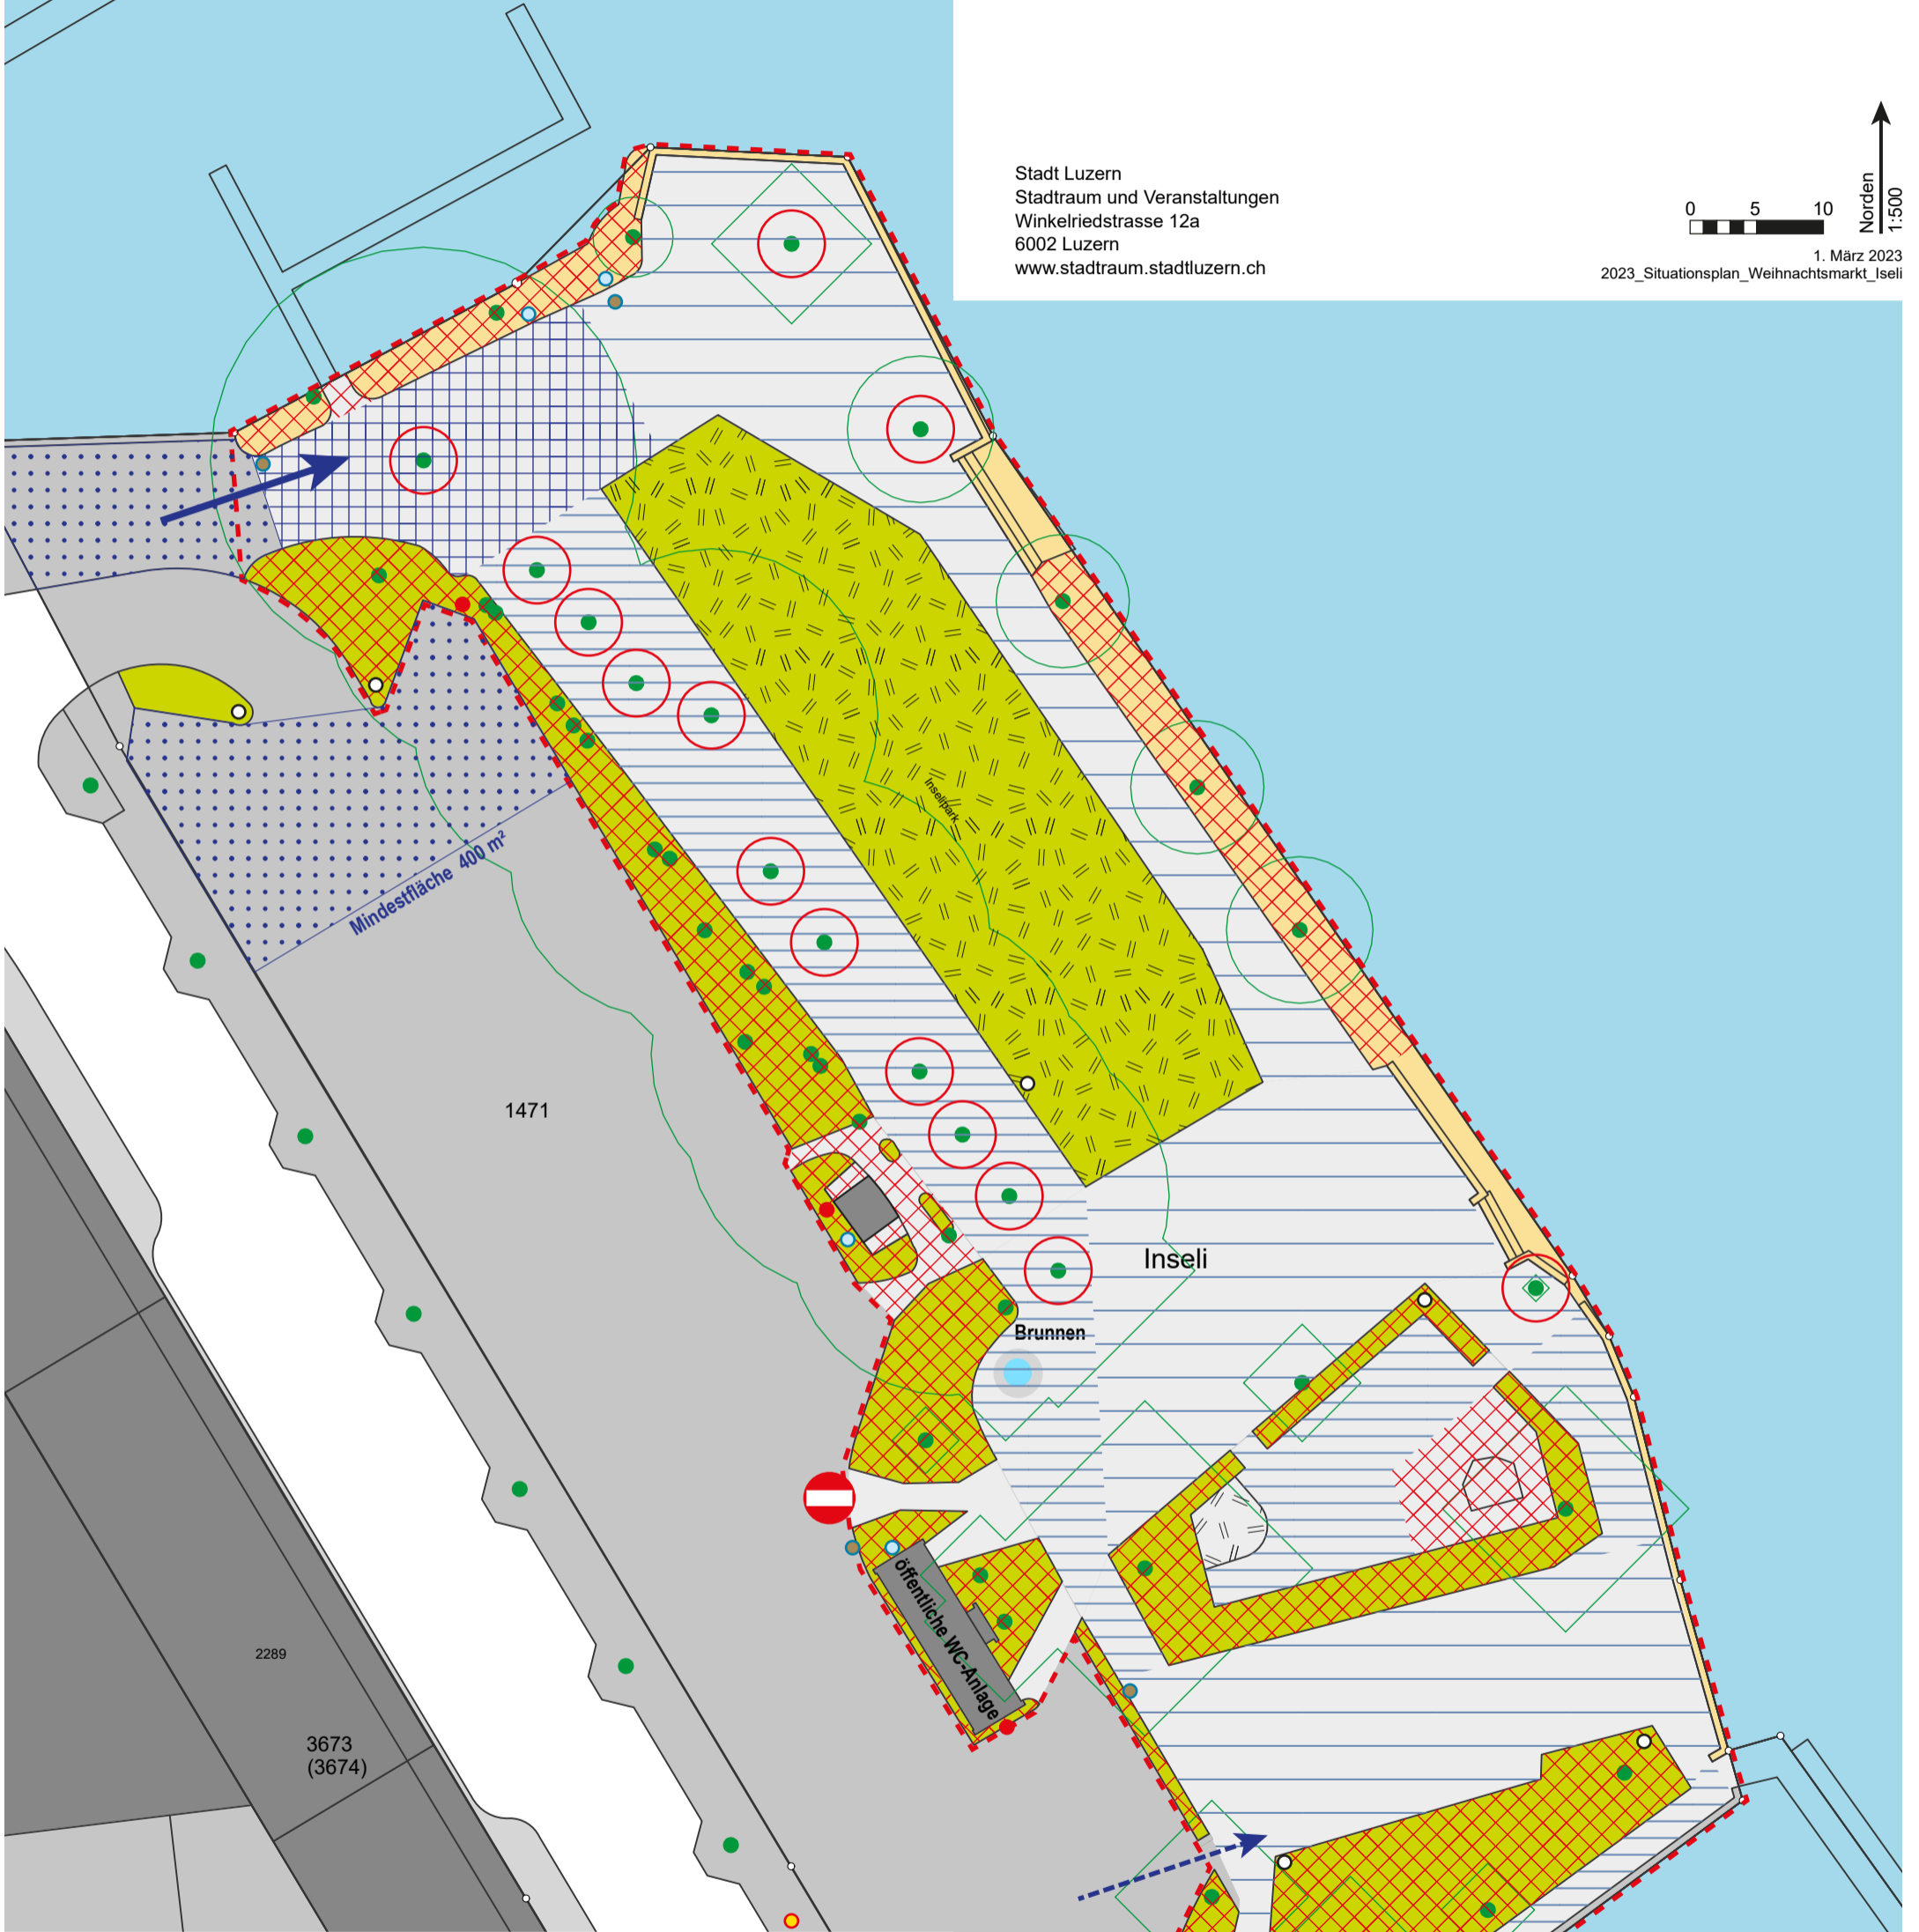 Stadt Luzern
Stadtraum und Veranstaltungen
Winkelriedstrasse 12a
6002 Luzern
www.stadtraum.stadtluzern.ch
0 5 10
Norden
1:500
1. März 2023
2023_Situationsplan_Weihnachtsmarkt_Iseli
Inselipark
Mindestfläche 400 m²
1471
Inseli
Brunnen
öffentliche WC-Anlage
2289
3673
(3674)